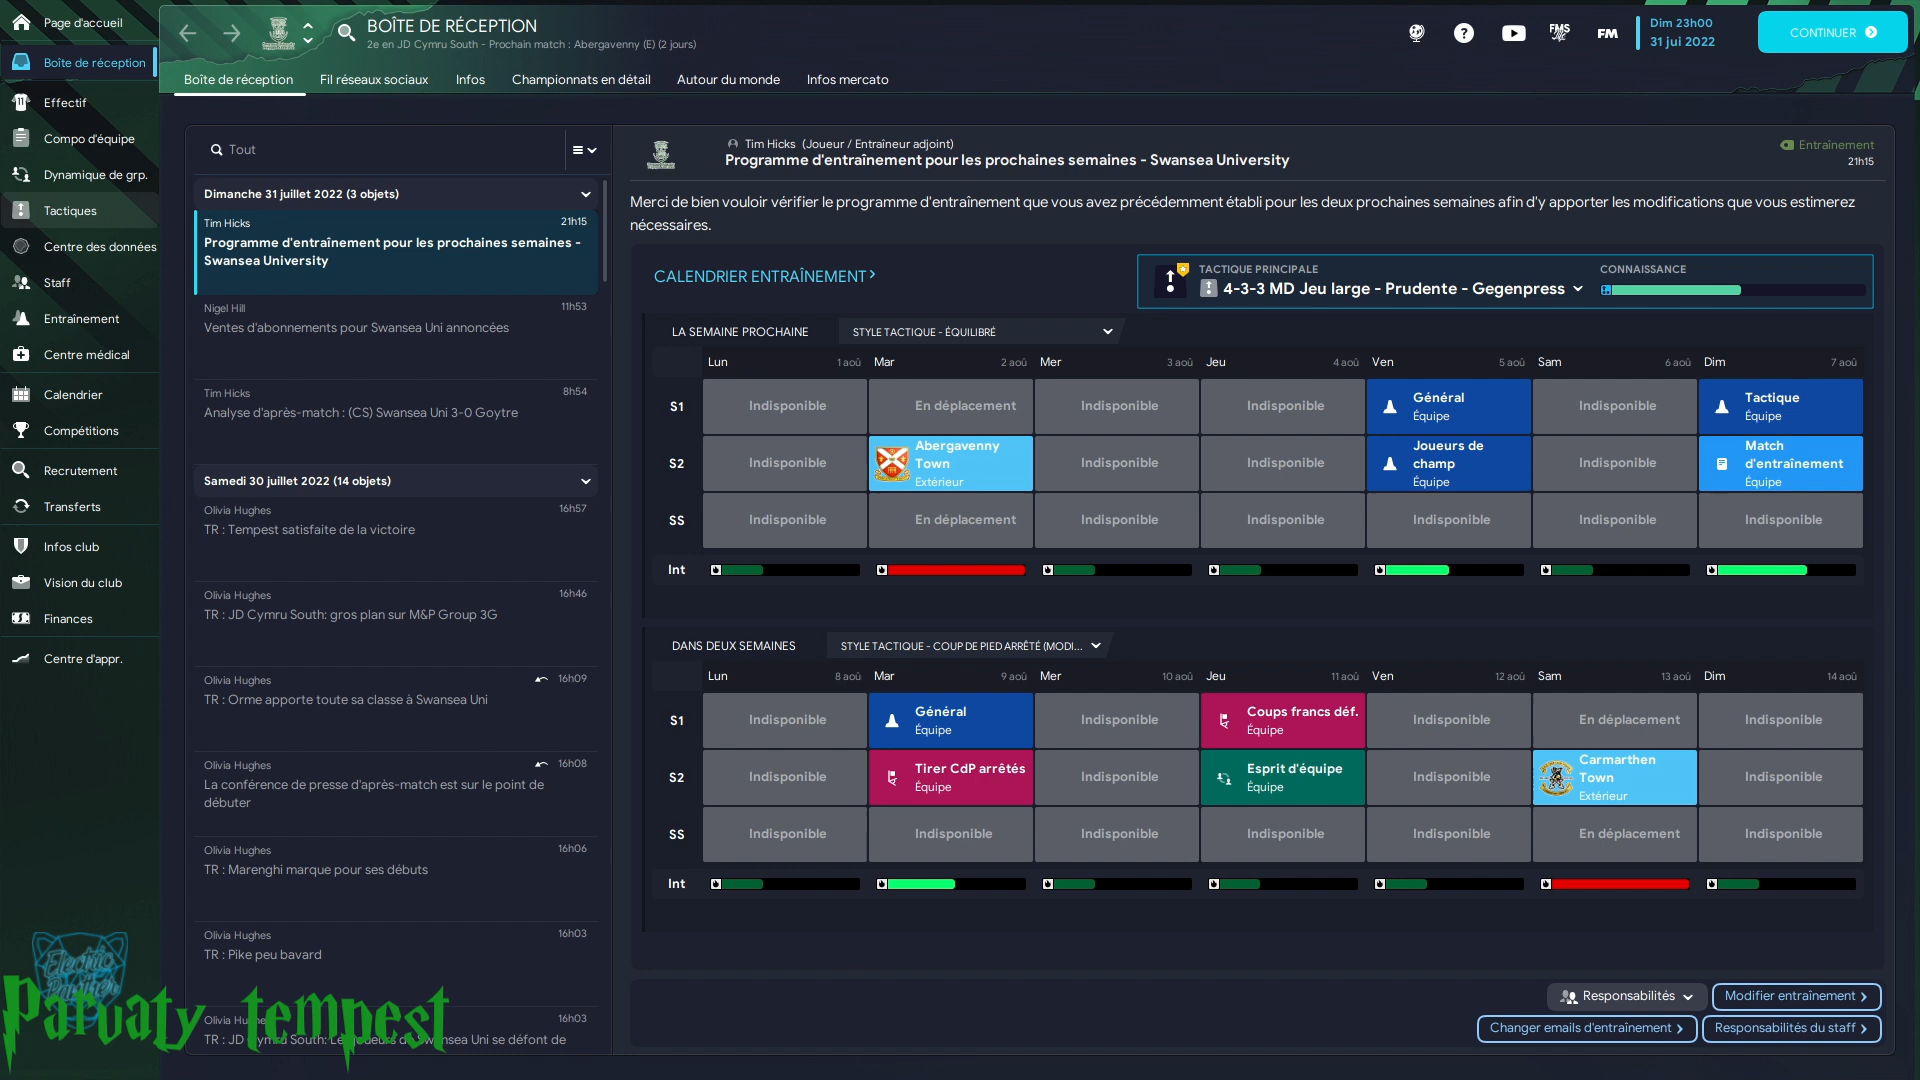 Page d'accueil
Boîte de réception
Effectif
Compo d'équipe
Dynamique de grp.
Tactiques
Centre des données
Staff
Entraînement
Centre médical
Calendrier
Compétitions
Recrutement
Transferts
Infos club
Vision du club
Finances
Centre d'appr.
BOÎTE DE RÉCEPTION
2e en JD Cymru South - Prochain match : Abergavenny (E) (2 jours)
FMS
FM
Dim 23h00
31 jui 2022
CONTINUER
Boîte de réception Fil réseaux sociaux Infos Championnats en détail Autour du monde Infos mercato
Tout
Dimanche 31 juillet 2022 (3 objets)
Tim Hicks 21h15
Programme d'entraînement pour les prochaines semaines -
Swansea University
Nigel Hill 11h53
Ventes d'abonnements pour Swansea Uni annoncées
Tim Hicks 8h54
Analyse d'après-match : (CS) Swansea Uni 3-0 Goytre
Samedi 30 juillet 2022 (14 objets)
Olivia Hughes 16h57
TR : Tempest satisfaite de la victoire
Olivia Hughes 16h46
TR : JD Cymru South: gros plan sur M&P Group 3G
Olivia Hughes 16h09
TR : Orme apporte toute sa classe à Swansea Uni
Olivia Hughes 16h08
La conférence de presse d'après-match est sur le point de
débuter
Olivia Hughes 16h06
TR : Marenghi marque pour ses débuts
Olivia Hughes 16h03
TR : Pike peu bavard
Olivia Hughes 16h03
TR : JD Cymru South: Les joueurs de Swansea Uni se défont de
Electric Panther
Parvaty tempest
Tim Hicks (Joueur / Entraîneur adjoint)
Programme d'entraînement pour les prochaines semaines - Swansea University
Entraînement
21h15
Merci de bien vouloir vérifier le programme d'entraînement que vous avez précédemment établi pour les deux prochaines semaines afin d'y apporter les modifications que vous estimerez
nécessaires.
CALENDRIER ENTRAÎNEMENT
TACTIQUE PRINCIPALE
4-3-3 MD Jeu large - Prudente - Gegenpress
CONNAISSANCE
LA SEMAINE PROCHAINE STYLE TACTIQUE - ÉQUILIBRÉ
Lun 1 aoû Mar 2 aoû Mer 3 aoû Jeu 4 aoû Ven 5 aoû Sam 6 aoû Dim 7 aoû
S1 Indisponible En déplacement Indisponible Indisponible Général Équipe Indisponible Tactique Équipe
S2 Indisponible Abergavenny Town Extérieur Indisponible Indisponible Joueurs de champ Équipe Indisponible Match d'entraînement Équipe
SS Indisponible En déplacement Indisponible Indisponible Indisponible Indisponible Indisponible
Int
DANS DEUX SEMAINES STYLE TACTIQUE - COUP DE PIED ARRÊTÉ (MODI...
Lun 8 aoû Mar 9 aoû Mer 10 aoû Jeu 11 aoû Ven 12 aoû Sam 13 aoû Dim 14 aoû
S1 Indisponible Général Équipe Indisponible Coups francs déf. Équipe Indisponible En déplacement Indisponible
S2 Indisponible Tirer CdP arrêtés Équipe Indisponible Esprit d'équipe Équipe Indisponible Carmarthen Town Extérieur Indisponible
SS Indisponible Indisponible Indisponible Indisponible Indisponible En déplacement Indisponible
Int
Responsabilités Modifier entraînement
Changer emails d'entraînement Responsabilités du staff